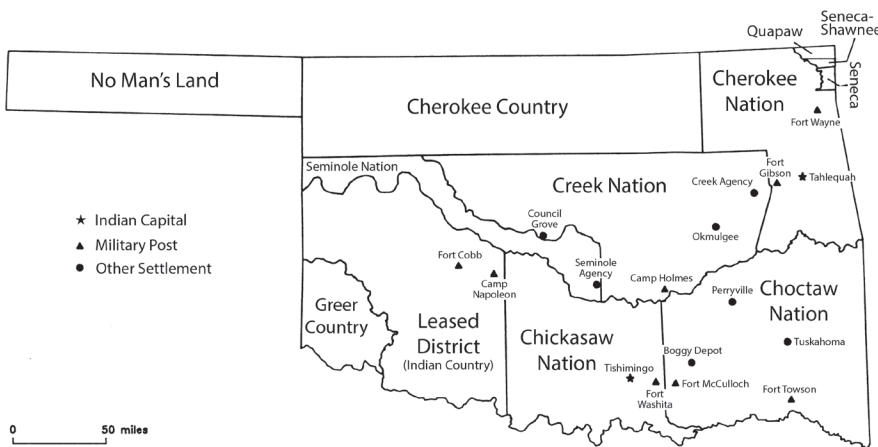 Quapaw
Seneca-
Shawnee
Seneca
No Man's Land
Cherokee Country
Cherokee
Nation
Fort Wayne
Seminole Nation
Creek Nation
Creek Agency
Fort
Gibson
Tahlequah
Council
Grove
Okmulgee
★ Indian Capital
▲ Military Post
● Other Settlement
Fort Cobb
Camp
Napoleon
Seminole
Agency
Camp Holmes
Perryville
Choctaw
Nation
Greer
Country
Leased
District
(Indian Country)
Chickasaw
Nation
Boggy Depot
Tuskahoma
Tishimingo
Fort
Washita
Fort McCulloch
Fort Towson
0 50 miles